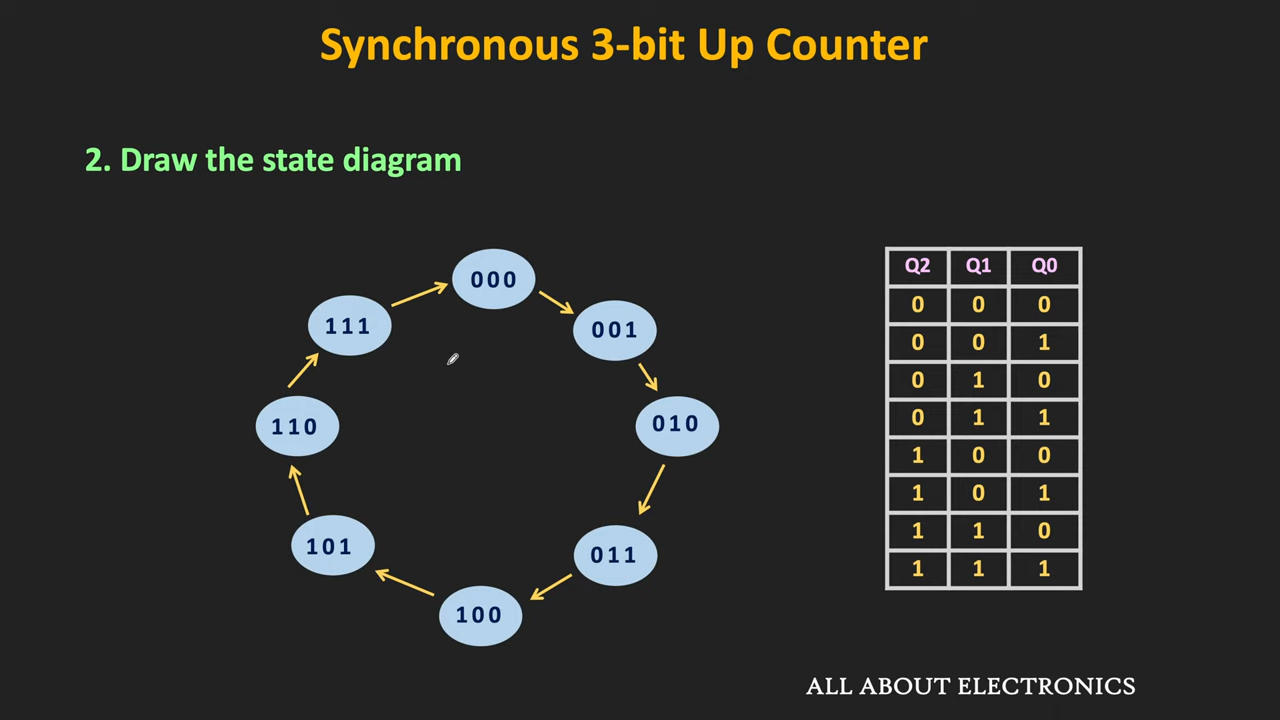 Synchronous 3-bit Up Counter
2. Draw the state diagram
000
001
010
011
100
101
110
111
Q2 Q1 Q0
0 0 0
0 0 1
0 1 0
0 1 1
1 0 0
1 0 1
1 1 0
1 1 1
ALL ABOUT ELECTRONICS